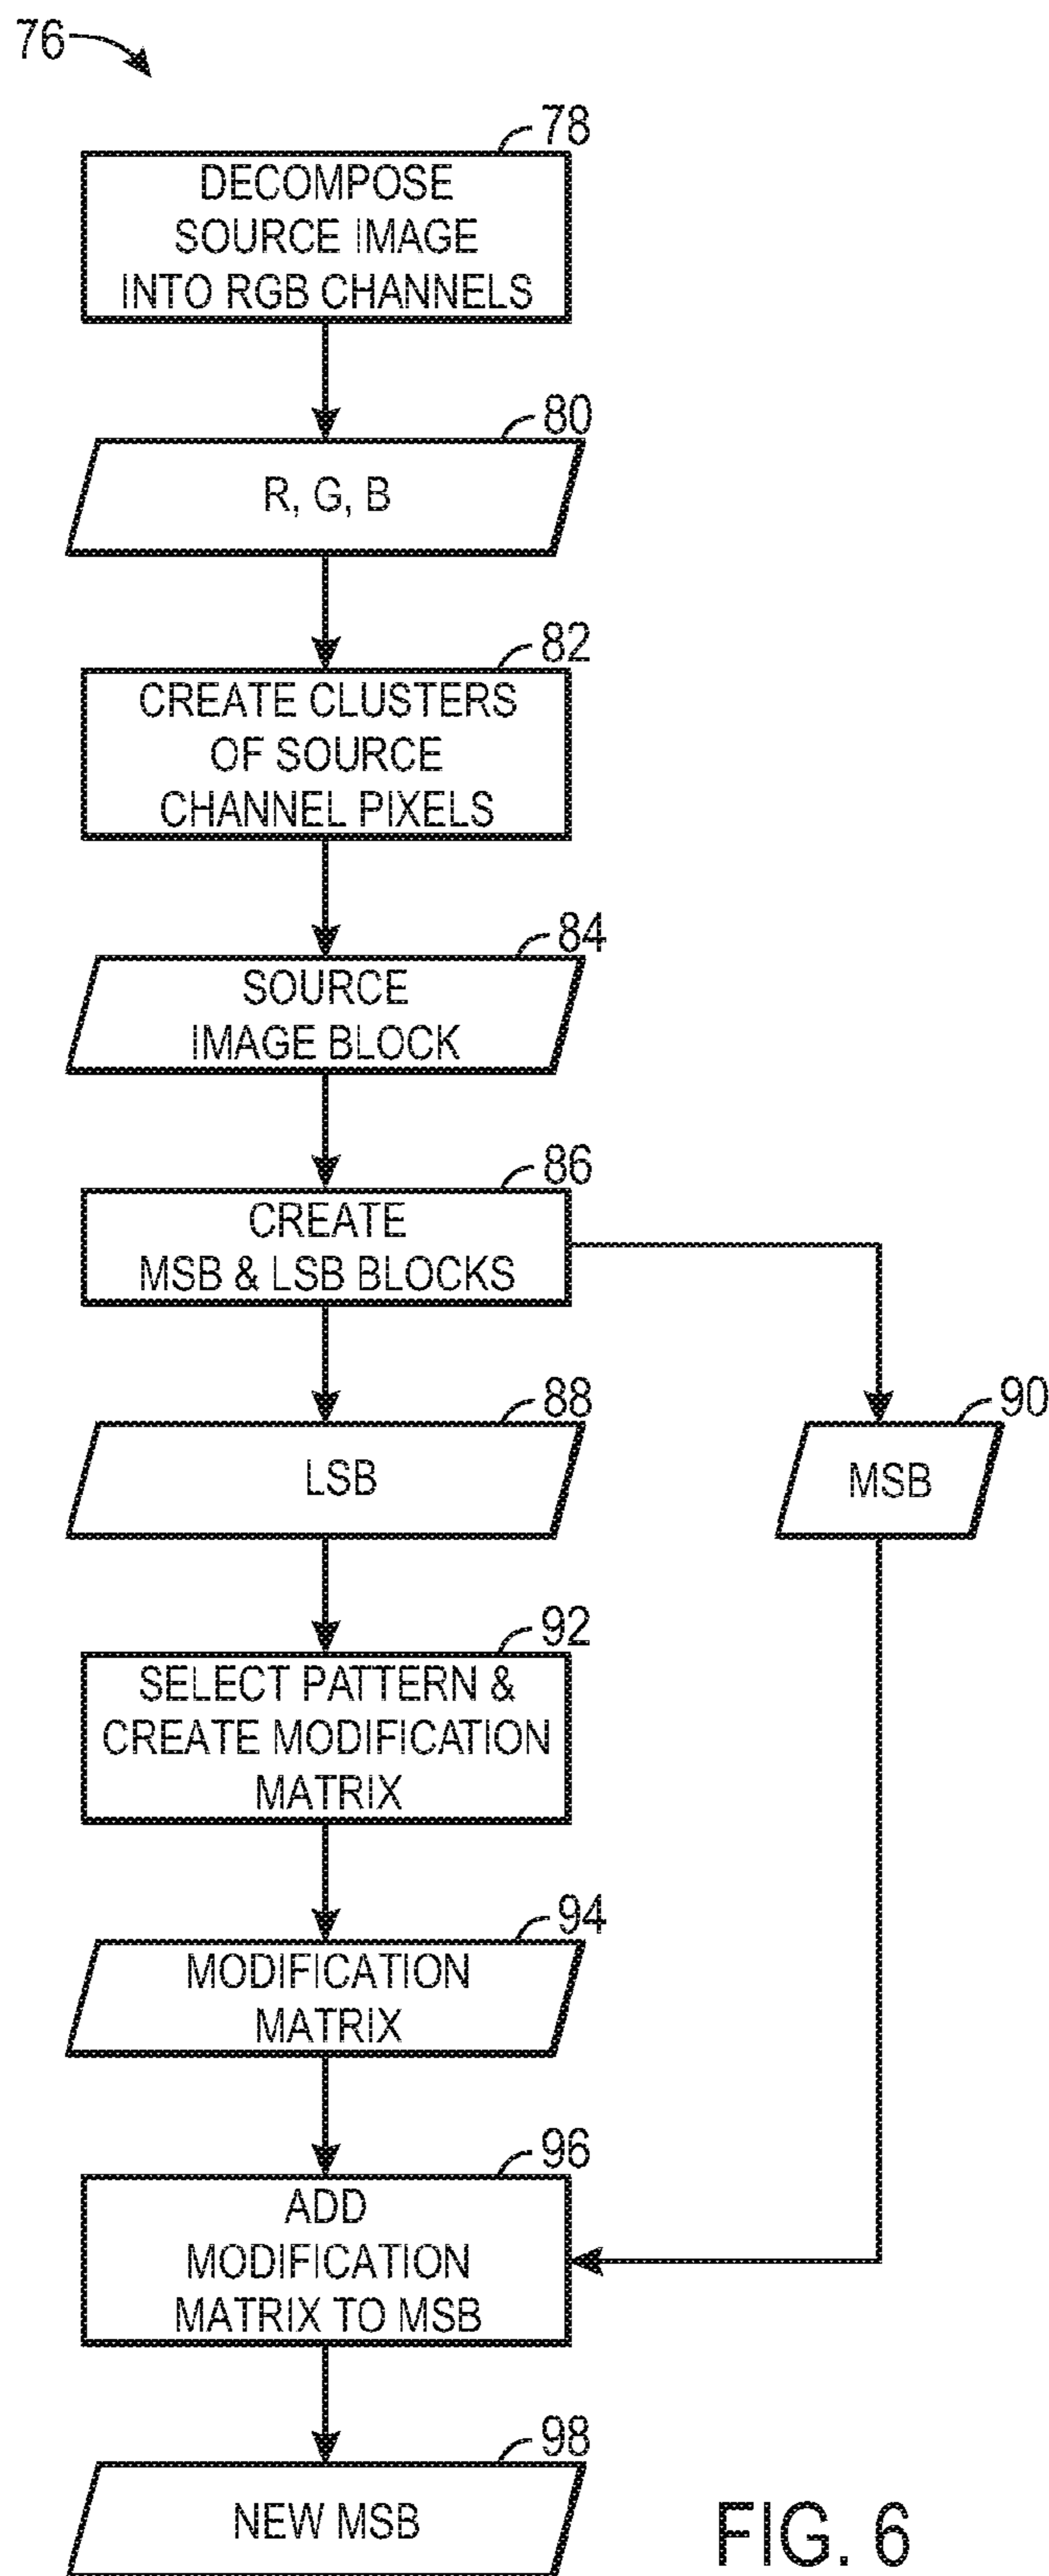 76
78
DECOMPOSE
SOURCE IMAGE
INTO RGB CHANNELS
80
R, G, B
82
CREATE CLUSTERS
OF SOURCE
CHANNEL PIXELS
84
SOURCE
IMAGE BLOCK
86
CREATE
MSB & LSB BLOCKS
88
LSB
90
MSB
92
SELECT PATTERN &
CREATE MODIFICATION
MATRIX
94
MODIFICATION
MATRIX
96
ADD
MODIFICATION
MATRIX TO MSB
98
NEW MSB
FIG. 6